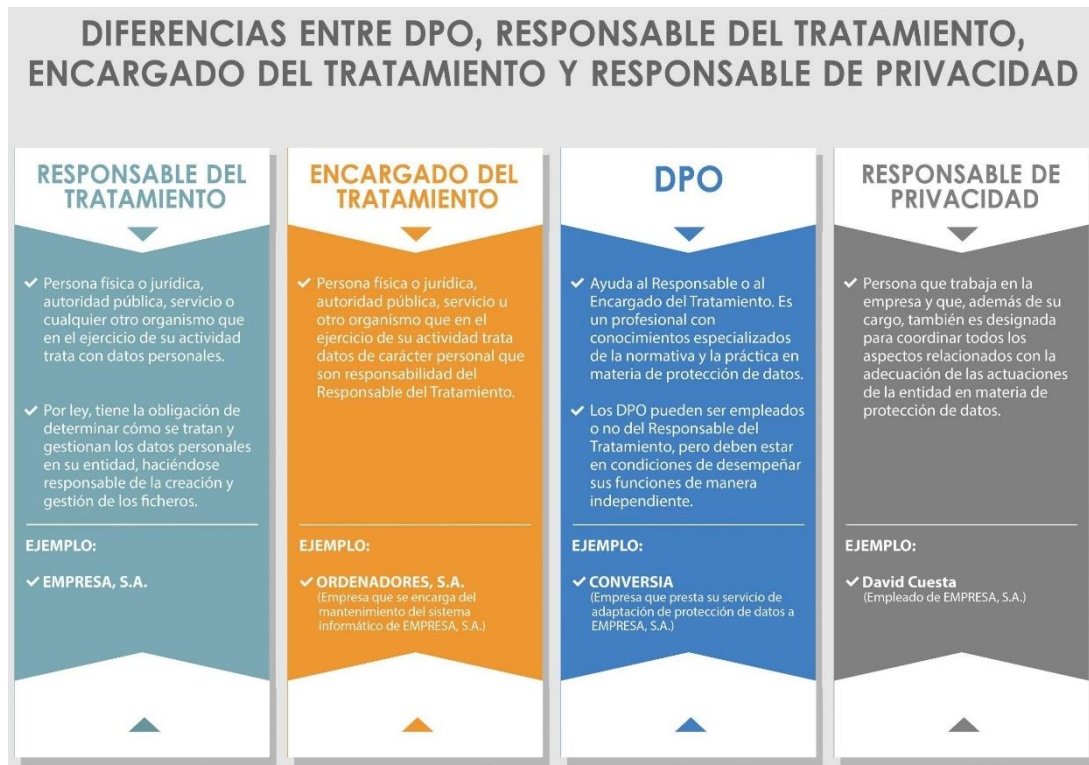 DIFERENCIAS ENTRE DPO, RESPONSABLE DEL TRATAMIENTO,
ENCARGADO DEL TRATAMIENTO Y RESPONSABLE DE PRIVACIDAD
RESPONSABLE DEL
TRATAMIENTO
Persona física o jurídica,
autoridad pública, servicio o
cualquier otro organismo que
en el ejercicio de su actividad
trata con datos personales.
Por ley, tiene la obligación de
determinar cómo se tratan y
gestionan los datos personales
en su entidad, haciéndose
responsable de la creación y
gestión de los ficheros.
EJEMPLO:
EMPRESA, S.A.
ENCARGADO DEL
TRATAMIENTO
Persona física o jurídica,
autoridad pública, servicio u
otro organismo que en el
ejercicio de su actividad trata
datos de carácter personal que
son responsabilidad del
Responsable del Tratamiento.
EJEMPLO:
ORDENADORES, S.A.
(Empresa que se encarga del
mantenimiento del sistema
informático de EMPRESA, S.A.)
DPO
Ayuda al Responsable o al
Encargado del Tratamiento. Es
un profesional con
conocimientos especializados
de la normativa y la práctica en
materia de protección de datos.
Los DPO pueden ser empleados
o no del Responsable del
Tratamiento, pero deben estar
en condiciones de desempeñar
sus funciones de manera
independiente.
EJEMPLO:
CONVERSIA
(Empresa que presta su servicio de
adaptación de protección de datos a
EMPRESA, S.A.)
RESPONSABLE DE
PRIVACIDAD
Persona que trabaja en la
empresa y que, además de su
cargo, también es designada
para coordinar todos los
aspectos relacionados con la
adecuación de las actuaciones
de la entidad en materia de
protección de datos.
EJEMPLO:
David Cuesta
(Empleado de EMPRESA, S.A.)